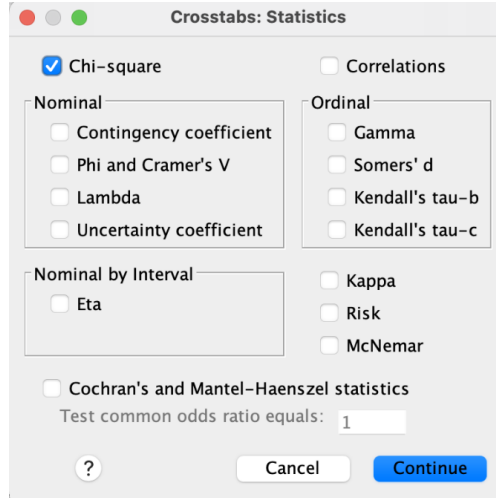 Crosstabs: Statistics
Chi-square
Correlations
Nominal
Contingency coefficient
Phi and Cramer's V
Lambda
Uncertainty coefficient
Ordinal
Gamma
Somers' d
Kendall's tau-b
Kendall's tau-c
Nominal by Interval
Eta
Kappa
Risk
McNemar
Cochran's and Mantel-Haenszel statistics
Test common odds ratio equals: 1
? Cancel Continue